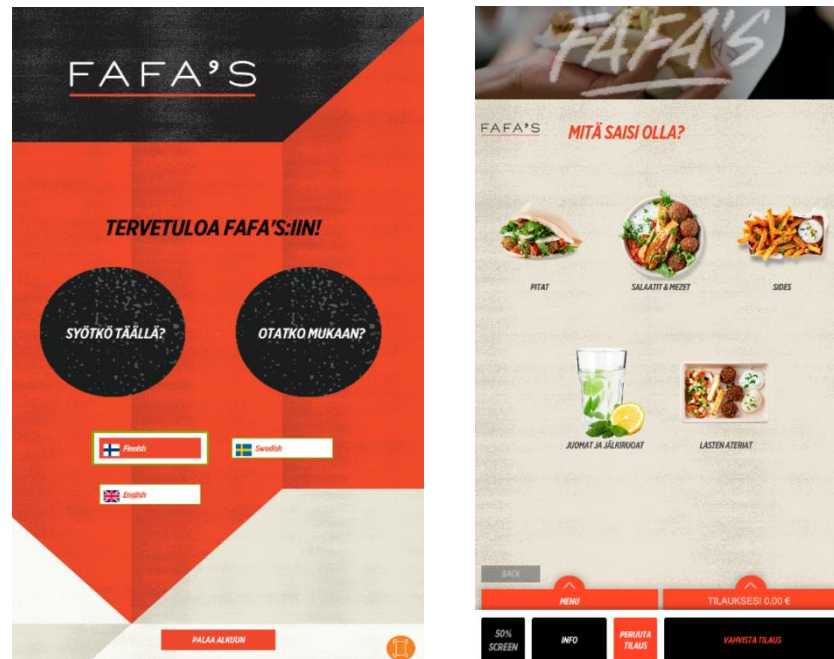 FAFA'S
TERVETULOA FAFA'S:IIN!
SYÖTKÖ TÄÄLLÄ?
OTATKO MUKAAN?
Finnish
Swedish
English
PALAA ALKUUN
FAFA'S
FAFA'S
MITÄ SAISI OLLA?
PITAT
SALAATIT & MEZET
SIDES
JUOMAT JA JÄLKIRUOAT
LASTEN ATERIAT
BACK
MENU
TILAUKSESI 0,00 €
50%
SCREEN
INFO
PERUUTA
TILAUS
VAHVISTA TILAUS